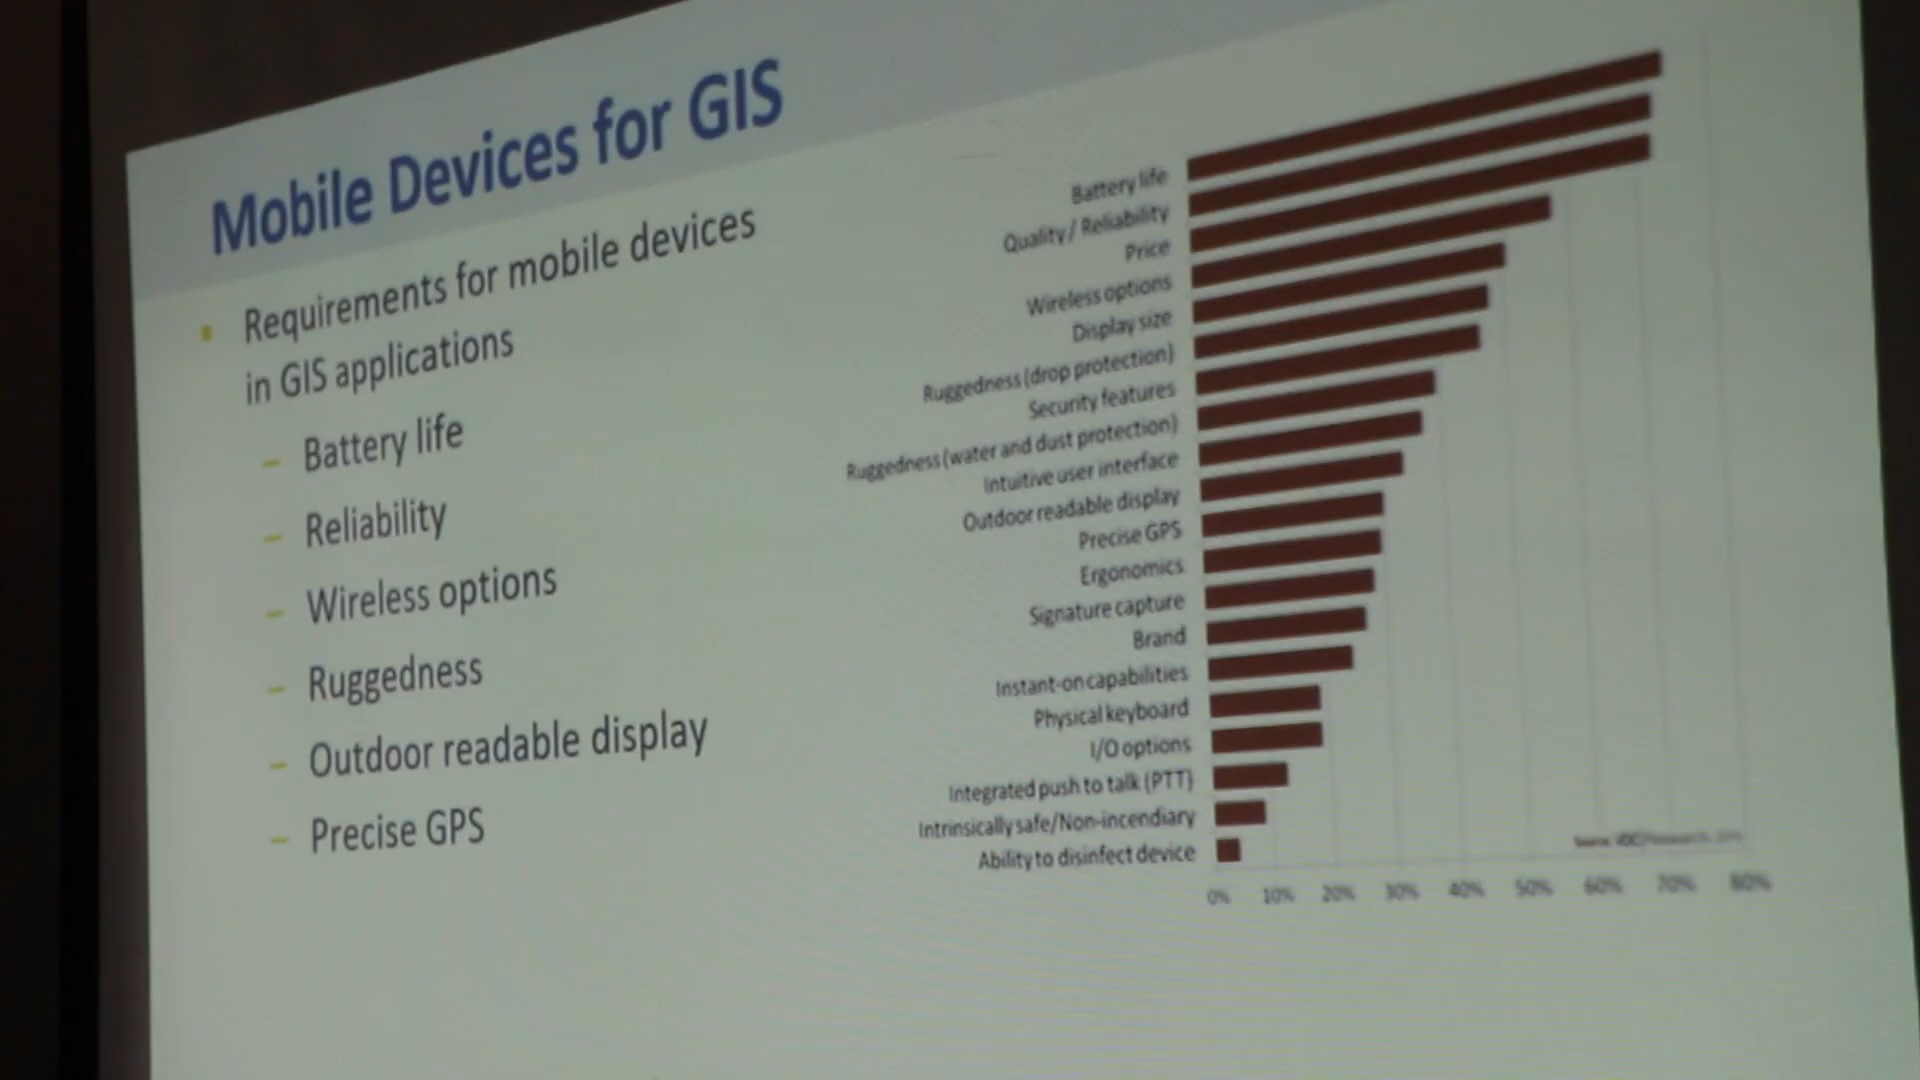 Mobile Devices for GIS
Requirements for mobile devices
in GIS applications
– Battery life
– Reliability
– Wireless options
– Ruggedness
– Outdoor readable display
– Precise GPS
Battery life
Quality / Reliability
Price
Wireless options
Display size
Ruggedness (drop protection)
Security features
Ruggedness (water and dust protection)
Intuitive user interface
Outdoor readable display
Precise GPS
Ergonomics
Signature capture
Brand
Instant-on capabilities
Physical keyboard
I/O options
Integrated push to talk (PTT)
Intrinsically safe/Non-incendiary
Ability to disinfect device
0% 10% 20% 30% 40% 50% 60% 70% 80%